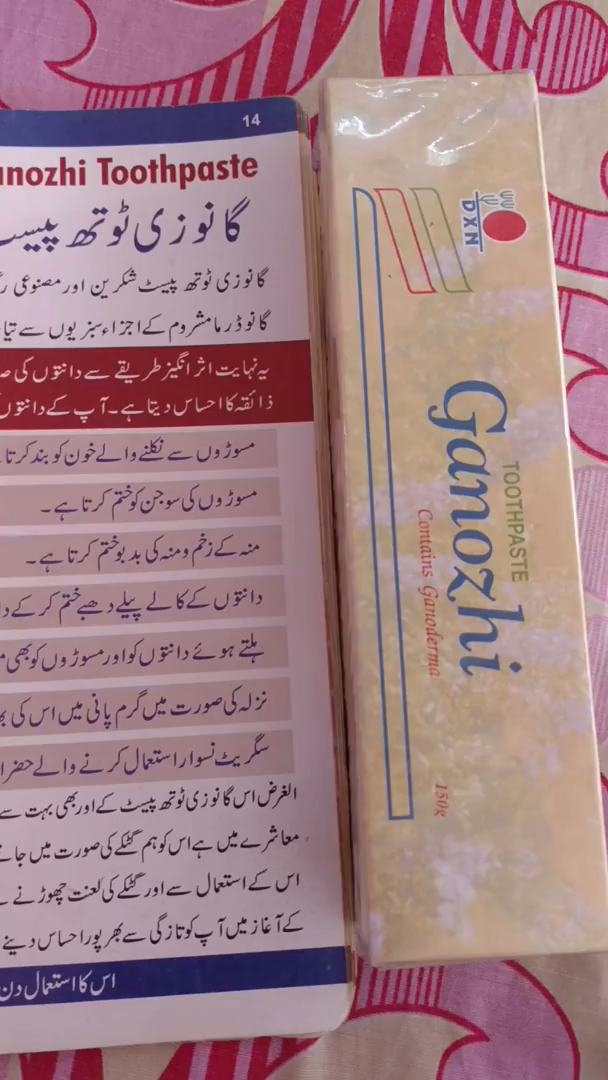 14
nozhi Toothpaste
گانوزی ٹوتھ پیسٹ
گانوزی ٹوتھ پیسٹ شکرین اور مصنوعی
گانوڈرما مشروم کے اجزاء سبزیوں سے
یہ نہایت اثر انگیز طریقے سے دانتوں کی
ذائقہ کا احساس دیتا ہے۔ آپ کے دانتوں
مسوڑوں سے نکلنے والے خون کو بند کرتا
مسوڑوں کی سوجن کو ختم کرتا ہے۔
منہ کے زخم و منہ کی بدبو ختم کرتا ہے۔
دانتوں کے کالے پیلے دھبے ختم کر کے
ہلتے ہوئے دانتوں کو اور مسوڑوں کو بھی
نزلہ کی صورت میں گرم پانی میں اس کی
سگریٹ نسوار استعمال کرنے والے
الغرض اس گانوزی ٹوتھ پیسٹ کے اور بھی بہت سے
معاشرے میں ہے اس کو ہم گٹکے کی صورت میں
اس کے استعمال سے اور گٹکے کی لعنت چھوڑنے
کے آغاز میں آپ کو تازگی سے بھرپور احساس دینے
اس کا استعمال دن
DXN
Ganozhi
TOOTHPASTE
Contains Ganoderma
150g